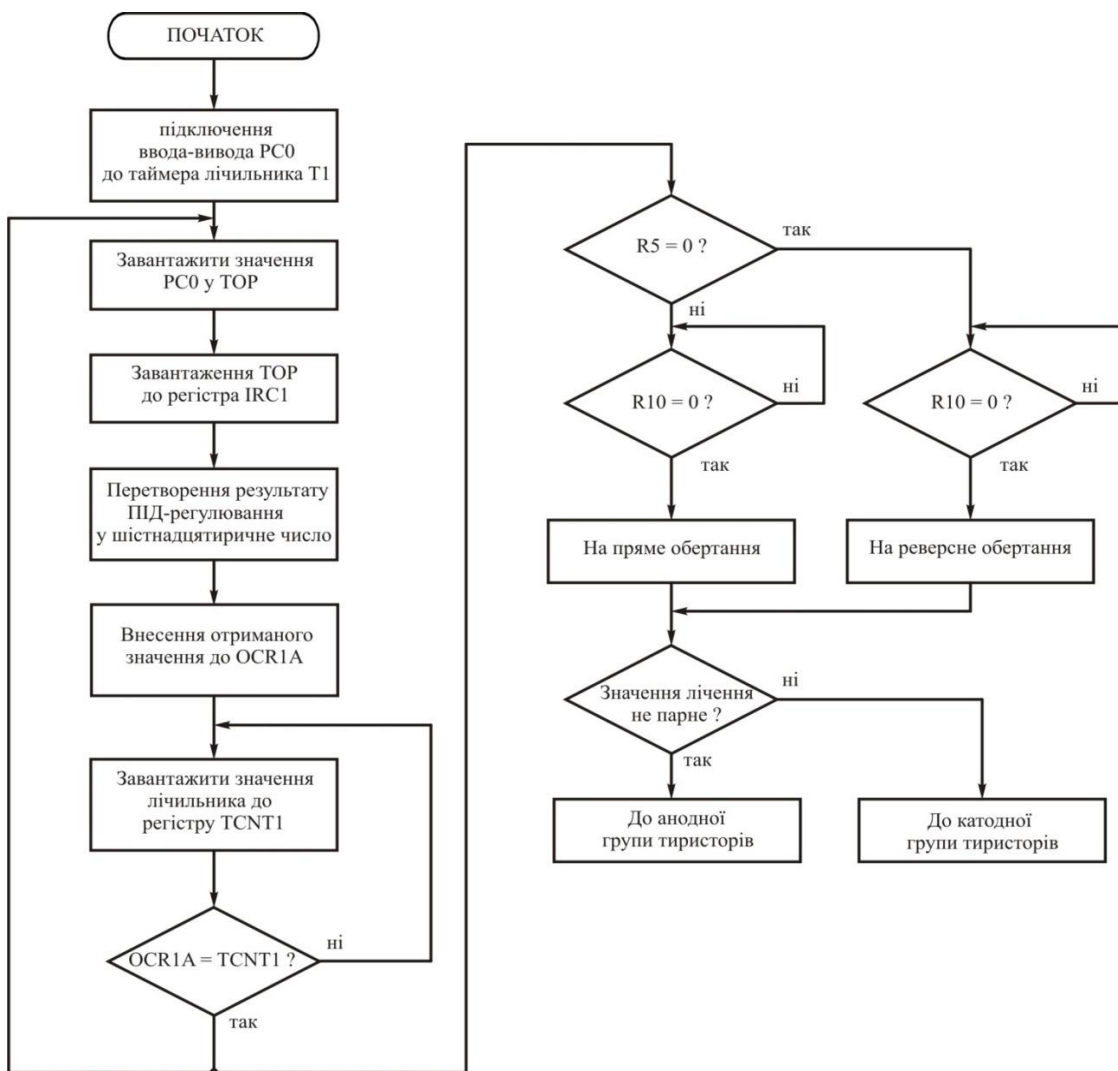 ПОЧАТОК
підключення
ввода-вивода PC0
до таймера лічильника T1
Завантажити значення
PC0 у TOP
Завантаження TOP
до регістра IRC1
Перетворення результату
ПІД-регулювання
у шістнадцятиричне число
Внесення отриманого
значення до OCR1A
Завантажити значення
лічильника до
регістру TCNT1
OCR1A = TCNT1 ?
ні
так
R5 = 0 ?
так
ні
R10 = 0 ?
ні
так
R10 = 0 ?
ні
так
На пряме обертання
На реверсне обертання
Значення лічення
не парне ?
ні
так
До анодної
групи тиристорів
До катодної
групи тиристорів